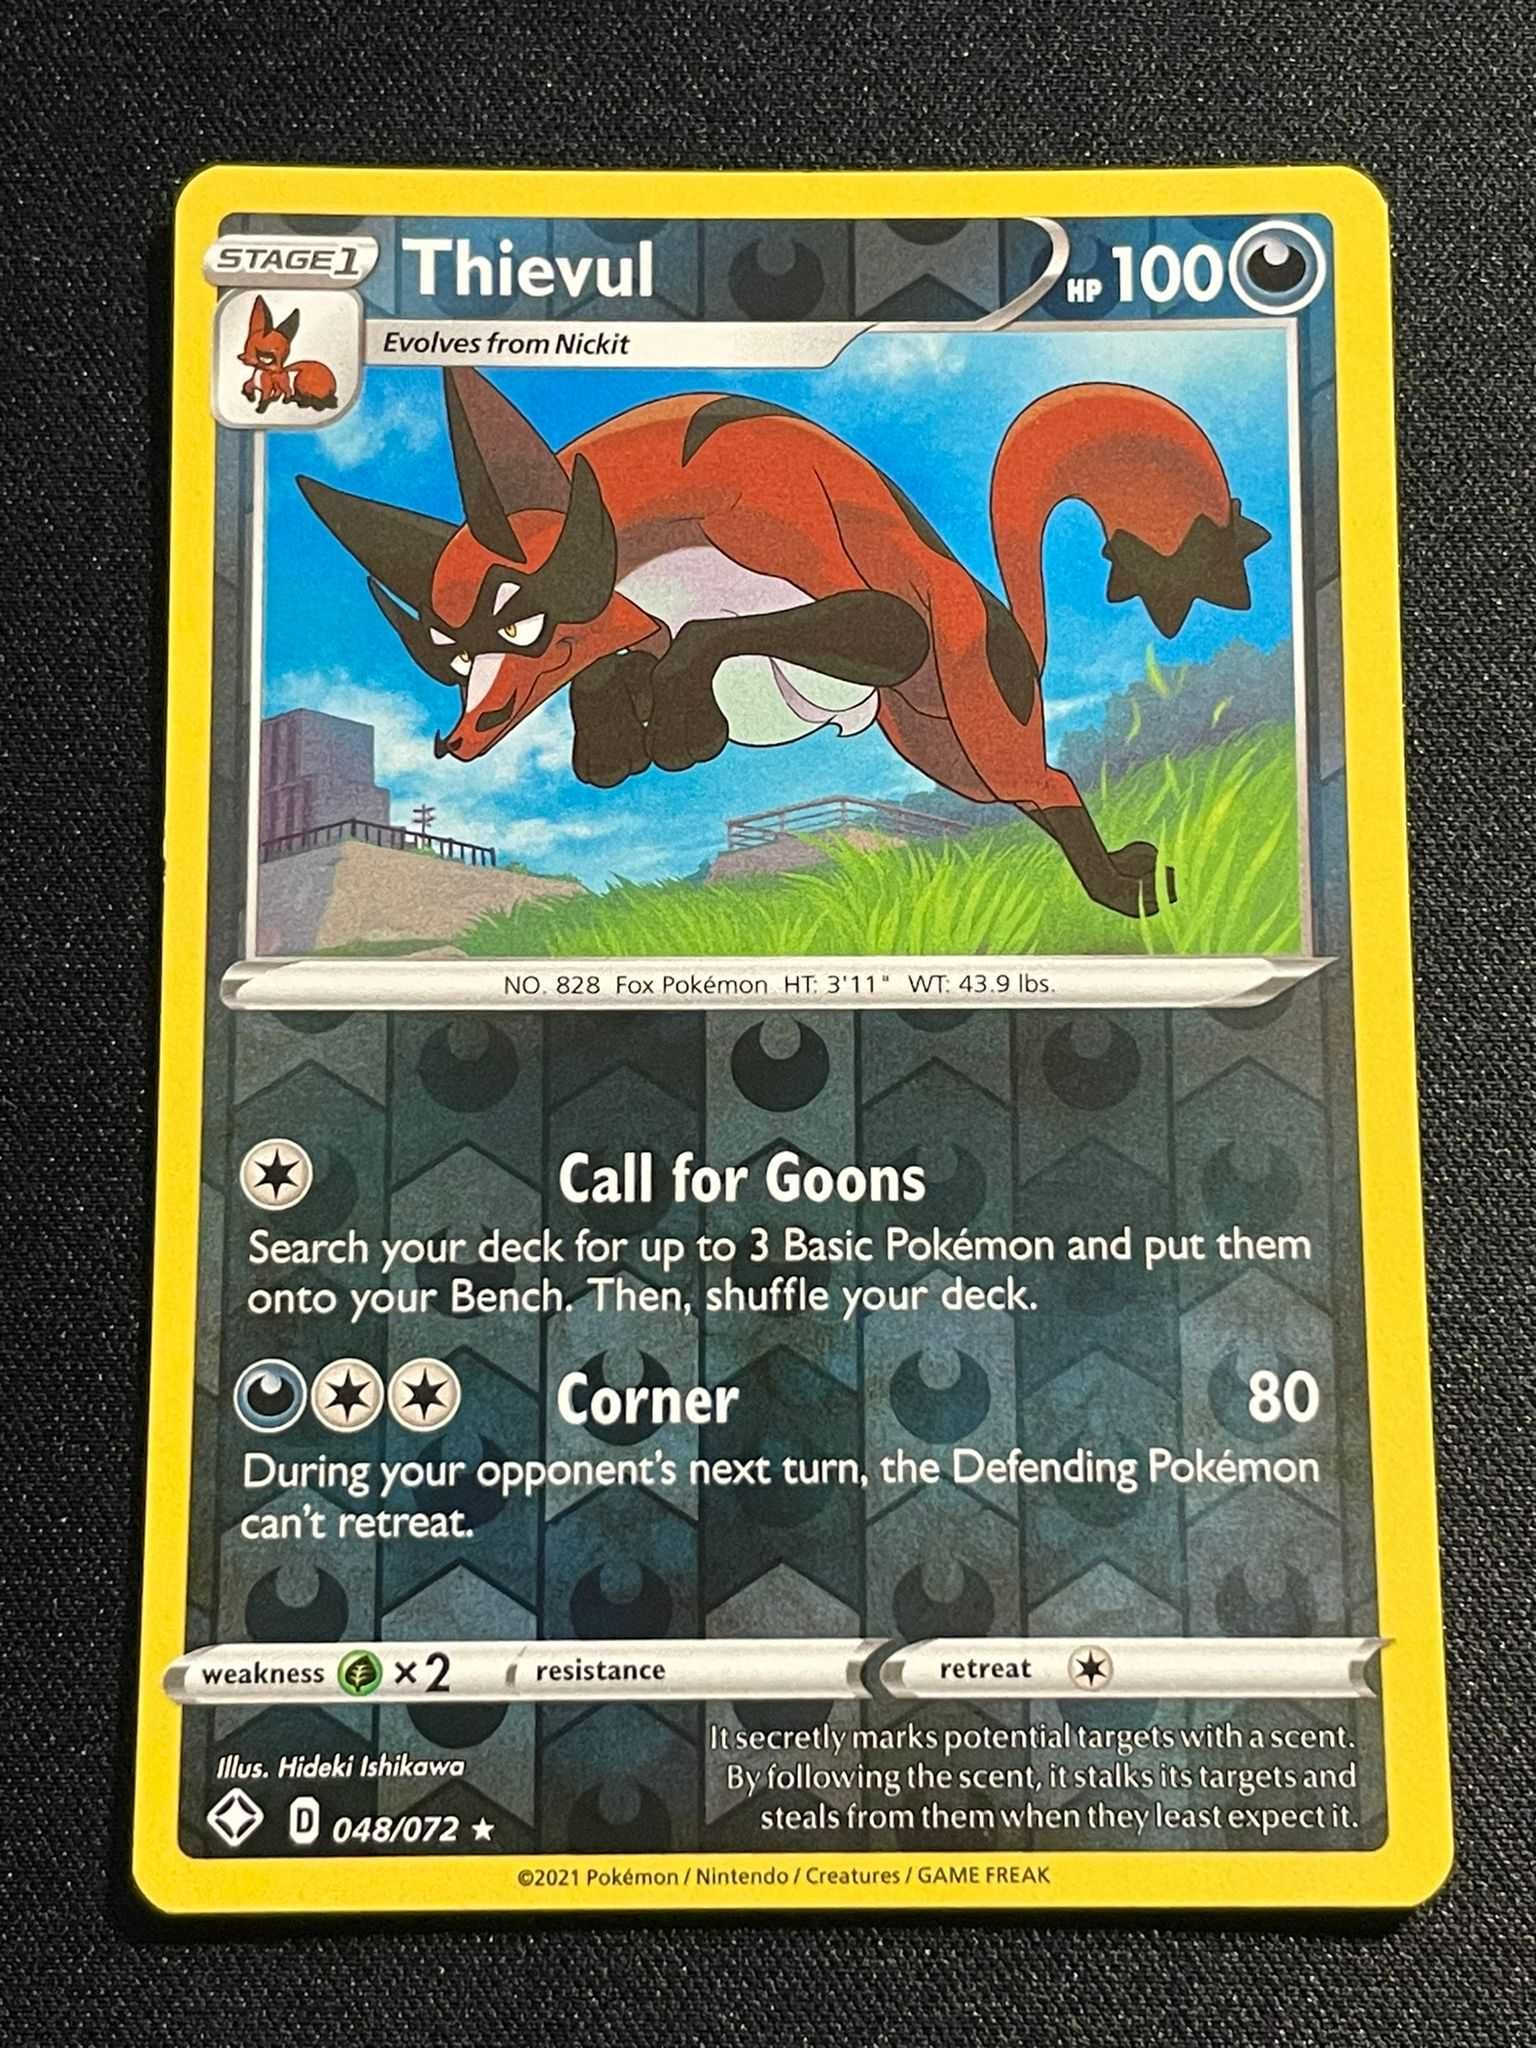 STAGE 1
Thievul
HP 100
Evolves from Nickit
NO. 828 Fox Pokémon HT: 3'11" WT: 43.9 lbs.
Call for Goons
Search your deck for up to 3 Basic Pokémon and put them
onto your Bench. Then, shuffle your deck.
Corner 80
During your opponent's next turn, the Defending Pokémon
can't retreat.
weakness ×2 resistance retreat
It secretly marks potential targets with a scent.
By following the scent, it stalks its targets and
steals from them when they least expect it.
Illus. Hideki Ishikawa
D 048/072 ★
©2021 Pokémon / Nintendo / Creatures / GAME FREAK